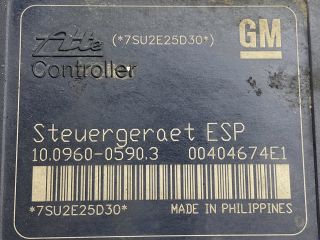 Ate (*7SU2E25D30*) GM
Controller
Steuergeraet ESP
10.0960-0590.3 00404674E1
*7SU2E25D30* MADE IN PHILIPPINES